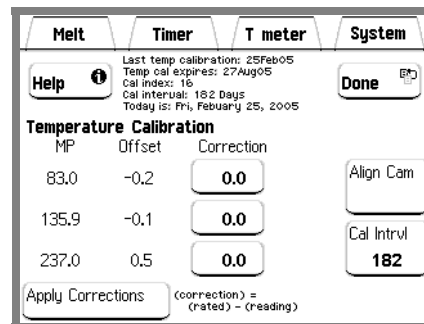 Melt Timer T meter System
Help
Last temp calibration: 25Feb05
Temp cal expires: 27Aug05
Cal index: 16
Cal interval: 182 Days
Today is: Fri, Febuary 25, 2005
Done
Temperature Calibration
MP Offset Correction
83.0 -0.2 0.0
Align Cam
135.9 -0.1 0.0
Cal Intrvl
182
237.0 0.5 0.0
Apply Corrections
(correction) =
(rated) - (reading)